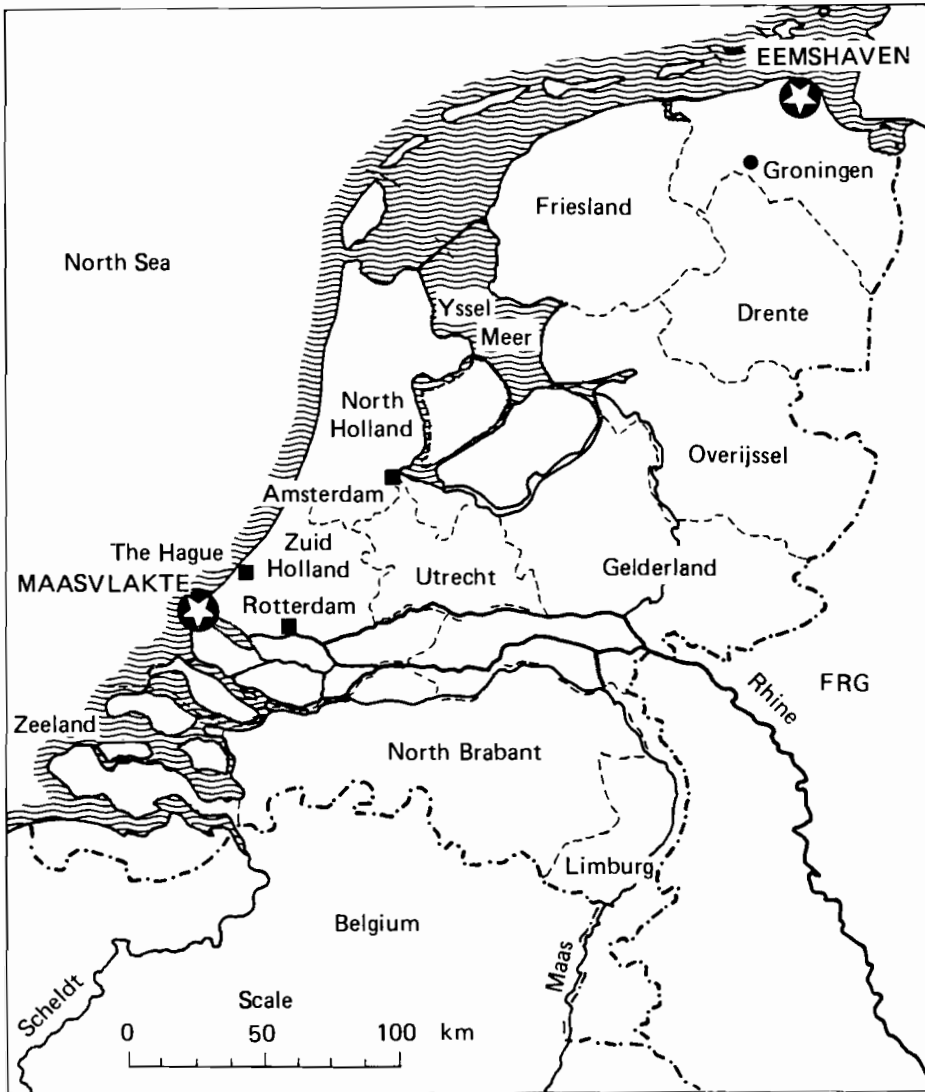 EEMSHAVEN
Groningen
Friesland
North Sea
Yssel
Meer
Drente
North
Holland
Overijssel
Amsterdam
The Hague
Zuid
Holland
Utrecht
Gelderland
MAASVLAKTE
Rotterdam
Rhine
FRG
Zeeland
North Brabant
Limburg
Belgium
Maas
Scheldt
Scale
0 50 100 km